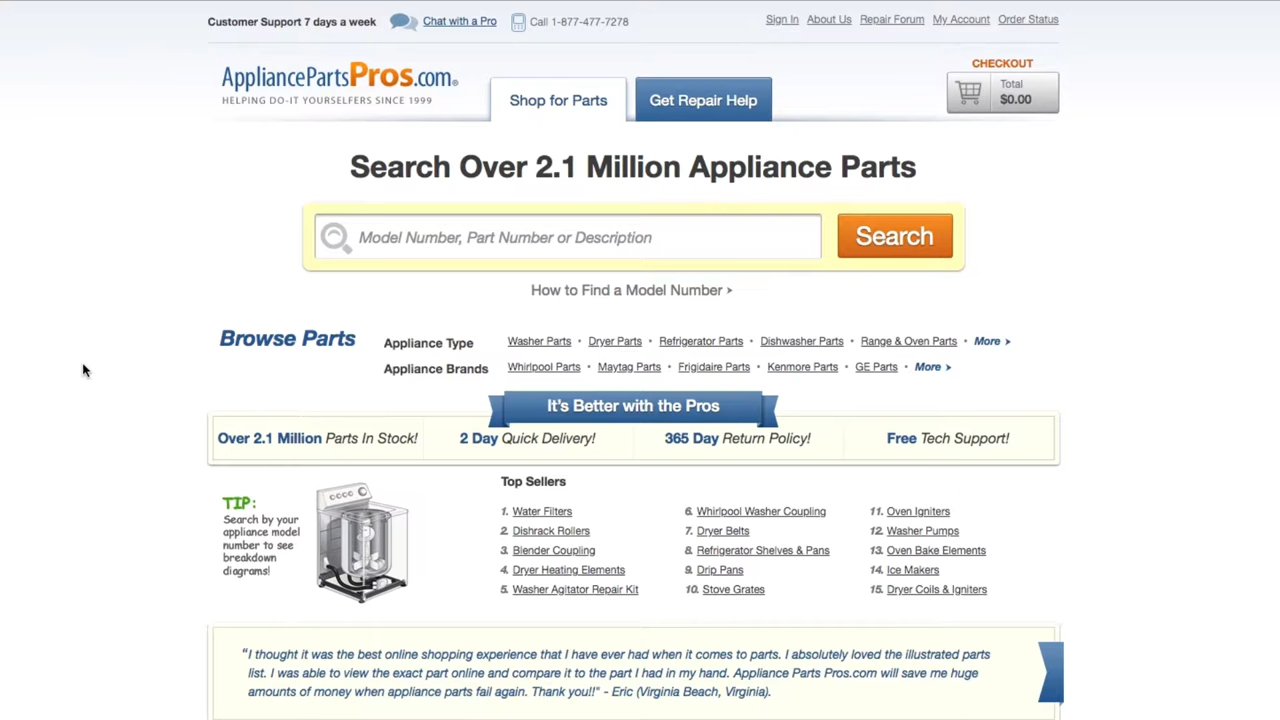 Customer Support 7 days a week Chat with a Pro Call 1-877-477-7278 Sign In About Us Repair Forum My Account Order Status
AppliancePartsPros.com®
HELPING DO-IT YOURSELFERS SINCE 1999
Shop for Parts
Get Repair Help
CHECKOUT
Total
$0.00
Search Over 2.1 Million Appliance Parts
Model Number, Part Number or Description
Search
How to Find a Model Number
Browse Parts
Appliance Type Washer Parts • Dryer Parts • Refrigerator Parts • Dishwasher Parts • Range & Oven Parts • More
Appliance Brands Whirlpool Parts • Maytag Parts • Frigidaire Parts • Kenmore Parts • GE Parts • More
It's Better with the Pros
Over 2.1 Million Parts In Stock! 2 Day Quick Delivery! 365 Day Return Policy! Free Tech Support!
TIP:
Search by your
appliance model
number to see
breakdown
diagrams!
Top Sellers
1. Water Filters
2. Dishrack Rollers
3. Blender Coupling
4. Dryer Heating Elements
5. Washer Agitator Repair Kit
6. Whirlpool Washer Coupling
7. Dryer Belts
8. Refrigerator Shelves & Pans
9. Drip Pans
10. Stove Grates
11. Oven Igniters
12. Washer Pumps
13. Oven Bake Elements
14. Ice Makers
15. Dryer Coils & Igniters
“I thought it was the best online shopping experience that I have ever had when it comes to parts. I absolutely loved the illustrated parts
list. I was able to view the exact part online and compare it to the part I had in my hand. Appliance Parts Pros.com will save me huge
amounts of money when appliance parts fail again. Thank you!!" - Eric (Virginia Beach, Virginia).